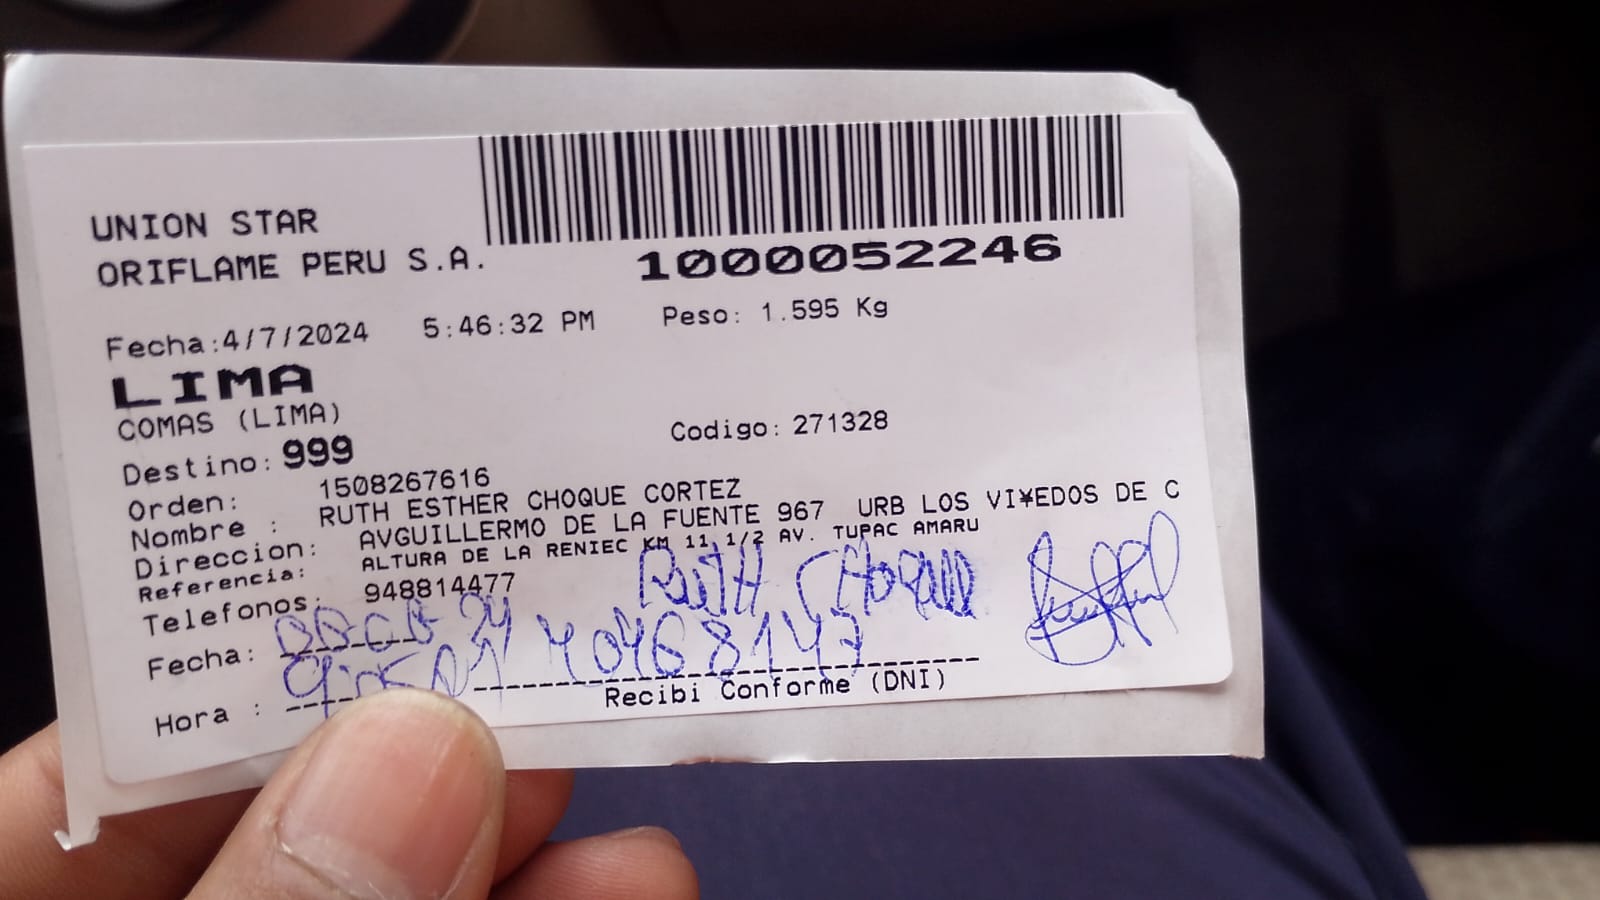 UNION STAR
ORIFLAME PERU S.A.
1000052246
Fecha:4/7/2024 5:46:32 PM Peso: 1.595 Kg
LIMA
COMAS (LIMA)
Codigo: 271328
Destino: 999
Orden: 1508267616
Nombre : RUTH ESTHER CHOQUE CORTEZ
Direccion: AVGUILLERMO DE LA FUENTE 967 URB LOS VI¥EDOS DE C
Referencia: ALTURA DE LA RENIEC KM 11 1/2 AV. TUPAC AMARU
Telefonos: 948814477
RUTH CHOQUE
Fecha:
40468147
Hora :
Recibi Conforme (DNI)